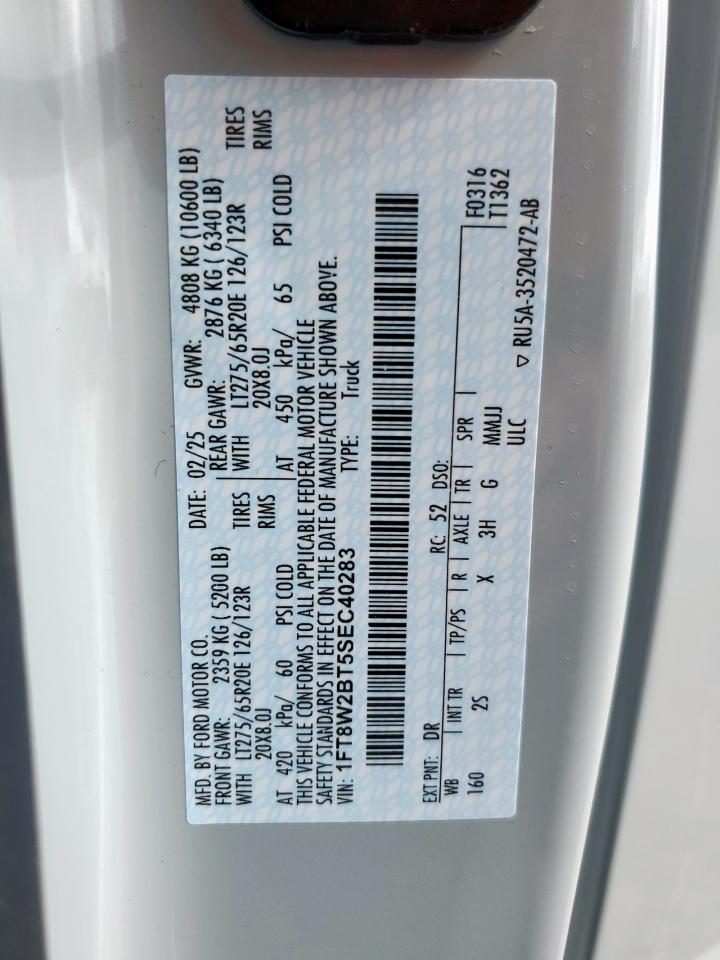 MFD. BY FORD MOTOR CO. DATE: 02/25 GVWR: 4808 KG (10600 LB)
FRONT GAWR: 2359 KG ( 5200 LB) REAR GAWR: 2876 KG ( 6340 LB)
WITH LT275/65R20E 126/123R TIRES WITH LT275/65R20E 126/123R TIRES
20X8.0J RIMS 20X8.0J RIMS
AT 420 kPa/ 60 PSI COLD AT 450 kPa/ 65 PSI COLD
THIS VEHICLE CONFORMS TO ALL APPLICABLE FEDERAL MOTOR VEHICLE
SAFETY STANDARDS IN EFFECT ON THE DATE OF MANUFACTURE SHOWN ABOVE.
VIN: 1FT8W2BT5SEC40283 TYPE: Truck
EXT PNT: DR RC: 52 DSO: F0316
WB INT TR TP/PS R AXLE TR SPR T1362
160 2S X 3H G MMJJ
ULC ▽ RU5A-3520472-AB